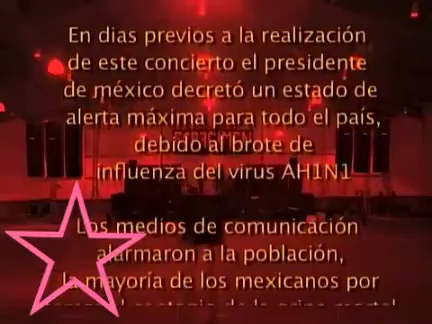 En dias previos a la realización
de este concierto el presidente
de méxico decretó un estado de
alerta máxima para todo el país,
debido al brote de
influenza del virus AH1N1
Los medios de comunicación
alarmaron a la población,
la mayoría de los mexicanos por